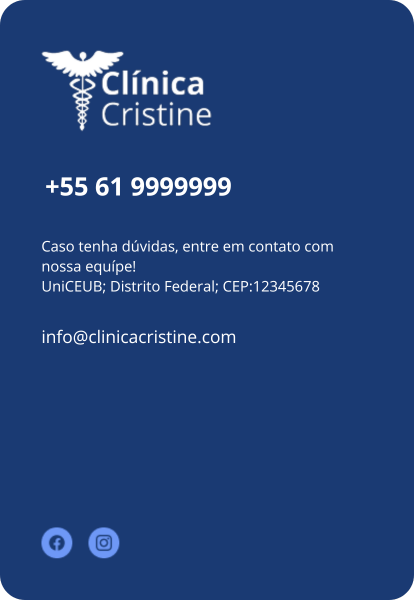 Clínica
Cristine
+55 61 9999999
Caso tenha dúvidas, entre em contato com
nossa equípe!
UniCEUB; Distrito Federal; CEP:12345678
info@clinicacristine.com